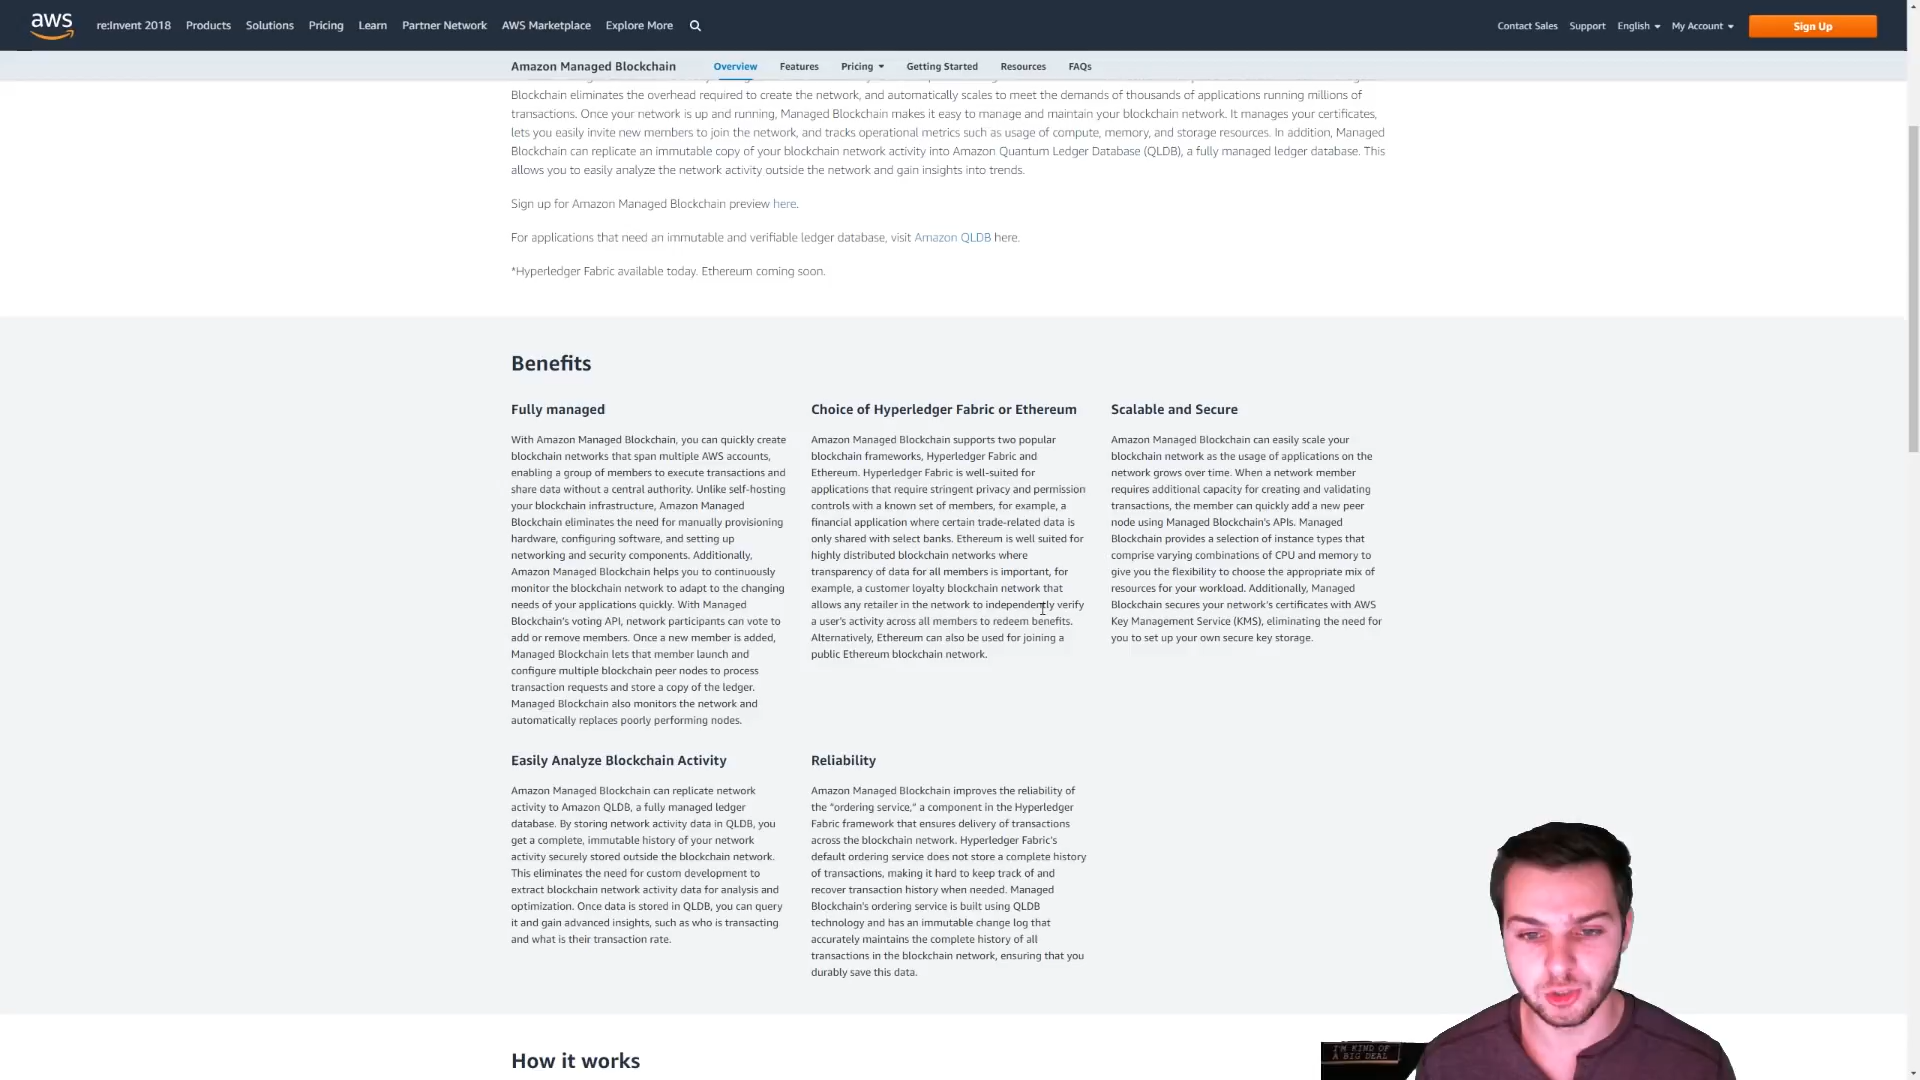 aws
re:Invent 2018 Products Solutions Pricing Learn Partner Network AWS Marketplace Explore More
Contact Sales Support English My Account Sign Up
Amazon Managed Blockchain Overview Features Pricing Getting Started Resources FAQs
Blockchain eliminates the overhead required to create the network, and automatically scales to meet the demands of thousands of applications running millions of
transactions. Once your network is up and running, Managed Blockchain makes it easy to manage and maintain your blockchain network. It manages your certificates,
lets you easily invite new members to join the network, and tracks operational metrics such as usage of compute, memory, and storage resources. In addition, Managed
Blockchain can replicate an immutable copy of your blockchain network activity into Amazon Quantum Ledger Database (QLDB), a fully managed ledger database. This
allows you to easily analyze the network activity outside the network and gain insights into trends.
Sign up for Amazon Managed Blockchain preview here.
For applications that need an immutable and verifiable ledger database, visit Amazon QLDB here.
*Hyperledger Fabric available today. Ethereum coming soon.
Benefits
Fully managed
With Amazon Managed Blockchain, you can quickly create
blockchain networks that span multiple AWS accounts,
enabling a group of members to execute transactions and
share data without a central authority. Unlike self-hosting
your blockchain infrastructure, Amazon Managed
Blockchain eliminates the need for manually provisioning
hardware, configuring software, and setting up
networking and security components. Additionally,
Amazon Managed Blockchain helps you to continuously
monitor the blockchain network to adapt to the changing
needs of your applications quickly. With Managed
Blockchain's voting API, network participants can vote to
add or remove members. Once a new member is added,
Managed Blockchain lets that member launch and
configure multiple blockchain peer nodes to process
transaction requests and store a copy of the ledger.
Managed Blockchain also monitors the network and
automatically replaces poorly performing nodes.
Choice of Hyperledger Fabric or Ethereum
Amazon Managed Blockchain supports two popular
blockchain frameworks, Hyperledger Fabric and
Ethereum. Hyperledger Fabric is well-suited for
applications that require stringent privacy and permission
controls with a known set of members, for example, a
financial application where certain trade-related data is
only shared with select banks. Ethereum is well suited for
highly distributed blockchain networks where
transparency of data for all members is important, for
example, a customer loyalty blockchain network that
allows any retailer in the network to independently verify
a user's activity across all members to redeem benefits.
Alternatively, Ethereum can also be used for joining a
public Ethereum blockchain network.
Scalable and Secure
Amazon Managed Blockchain can easily scale your
blockchain network as the usage of applications on the
network grows over time. When a network member
requires additional capacity for creating and validating
transactions, the member can quickly add a new peer
node using Managed Blockchain's APIs. Managed
Blockchain provides a selection of instance types that
comprise varying combinations of CPU and memory to
give you the flexibility to choose the appropriate mix of
resources for your workload. Additionally, Managed
Blockchain secures your network's certificates with AWS
Key Management Service (KMS), eliminating the need for
you to set up your own secure key storage.
Easily Analyze Blockchain Activity
Amazon Managed Blockchain can replicate network
activity to Amazon QLDB, a fully managed ledger
database. By storing network activity data in QLDB, you
get a complete, immutable history of your network
activity securely stored outside the blockchain network.
This eliminates the need for custom development to
extract blockchain network activity data for analysis and
optimization. Once data is stored in QLDB, you can query
it and gain advanced insights, such as who is transacting
and what is their transaction rate.
Reliability
Amazon Managed Blockchain improves the reliability of
the “ordering service,” a component in the Hyperledger
Fabric framework that ensures delivery of transactions
across the blockchain network. Hyperledger Fabric's
default ordering service does not store a complete history
of transactions, making it hard to keep track of and
recover transaction history when needed. Managed
Blockchain's ordering service is built using QLDB
technology and has an immutable change log that
accurately maintains the complete history of all
transactions in the blockchain network, ensuring that you
durably save this data.
How it works
I'M KIND OF
A BIG DEAL